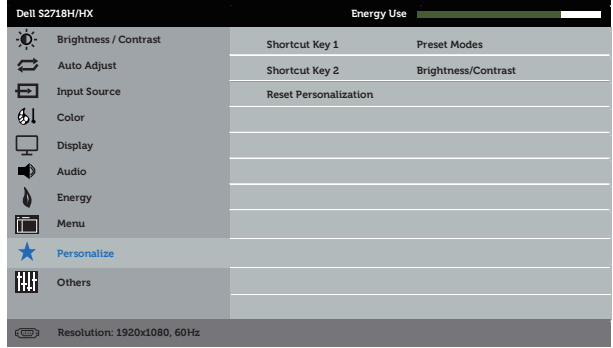 Dell S2718H/HX Energy Use
Brightness / Contrast
Auto Adjust
Input Source
Color
Display
Audio
Energy
Menu
Personalize
Others
Shortcut Key 1 Preset Modes
Shortcut Key 2 Brightness/Contrast
Reset Personalization
Resolution: 1920x1080, 60Hz